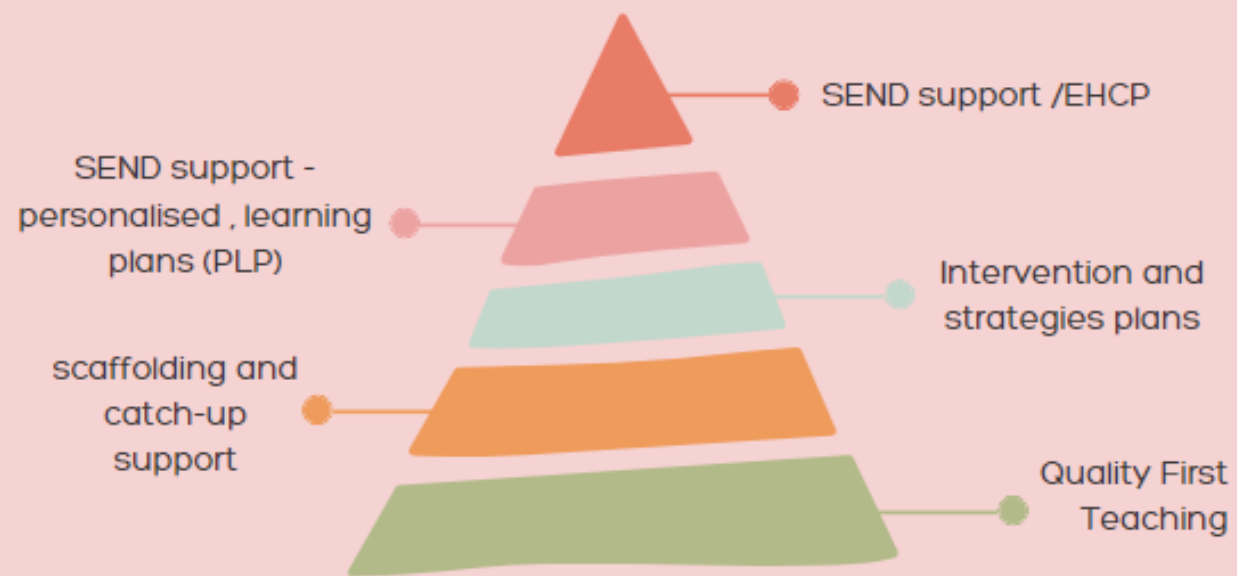 SEND support /EHCP
SEND support -
personalised , learning
plans (PLP)
Intervention and
strategies plans
scaffolding and
catch-up
support
Quality First
Teaching